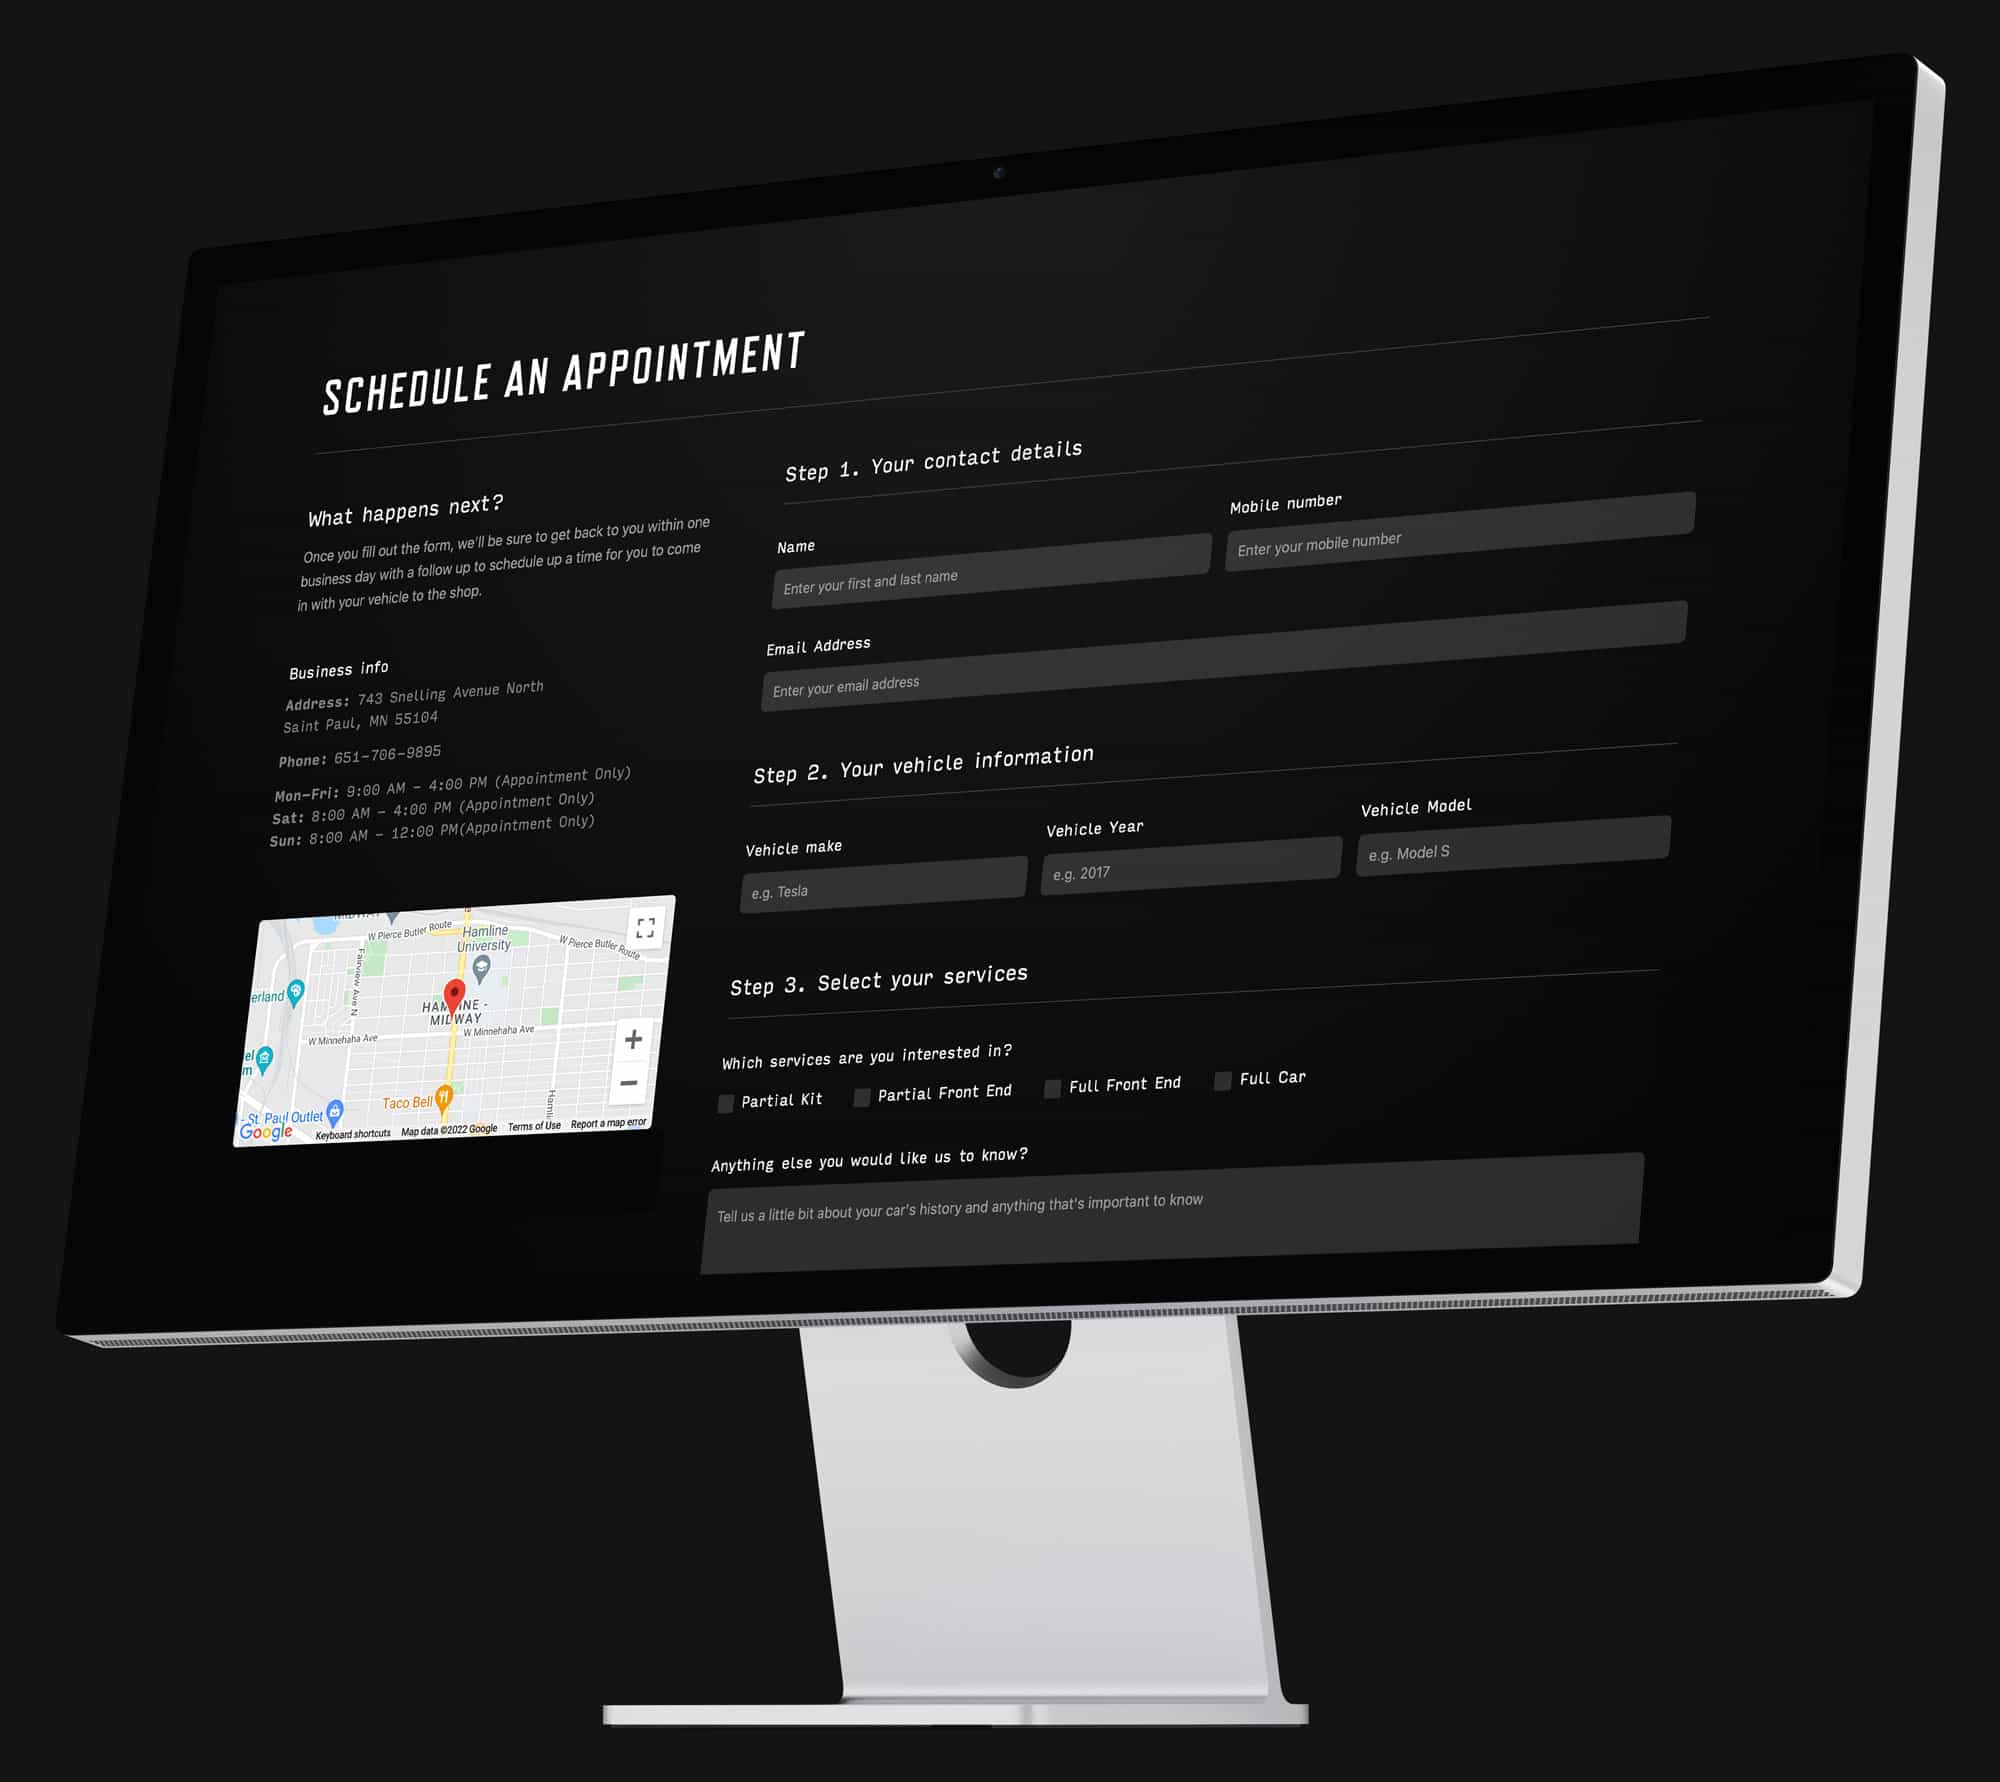 SCHEDULE AN APPOINTMENT
What happens next?
Once you fill out the form, we'll be sure to get back to you within one
business day with a follow up to schedule up a time for you to come
in with your vehicle to the shop.
Business info
Address: 743 Snelling Avenue North
Saint Paul, MN 55104
Phone: 651-706-9895
Mon-Fri: 9:00 AM - 4:00 PM (Appointment Only)
Sat: 8:00 AM - 4:00 PM (Appointment Only)
Sun: 8:00 AM - 12:00 PM(Appointment Only)
W Pierce Butler Route
Hamline
University
W Pierce Butler Route
Fairview Ave N
erland
HAMLINE -
MIDWAY
W Minnehaha Ave
W Minnehaha Ave
el
m
Taco Bell
Hamli
- St. Paul Outlet
Google
Keyboard shortcuts
Map data ©2022 Google
Terms of Use
Report a map error
Step 1. Your contact details
Name
Enter your first and last name
Mobile number
Enter your mobile number
Email Address
Enter your email address
Step 2. Your vehicle information
Vehicle make
e.g. Tesla
Vehicle Year
e.g. 2017
Vehicle Model
e.g. Model S
Step 3. Select your services
Which services are you interested in?
Partial Kit
Partial Front End
Full Front End
Full Car
Anything else you would like us to know?
Tell us a little bit about your car's history and anything that's important to know